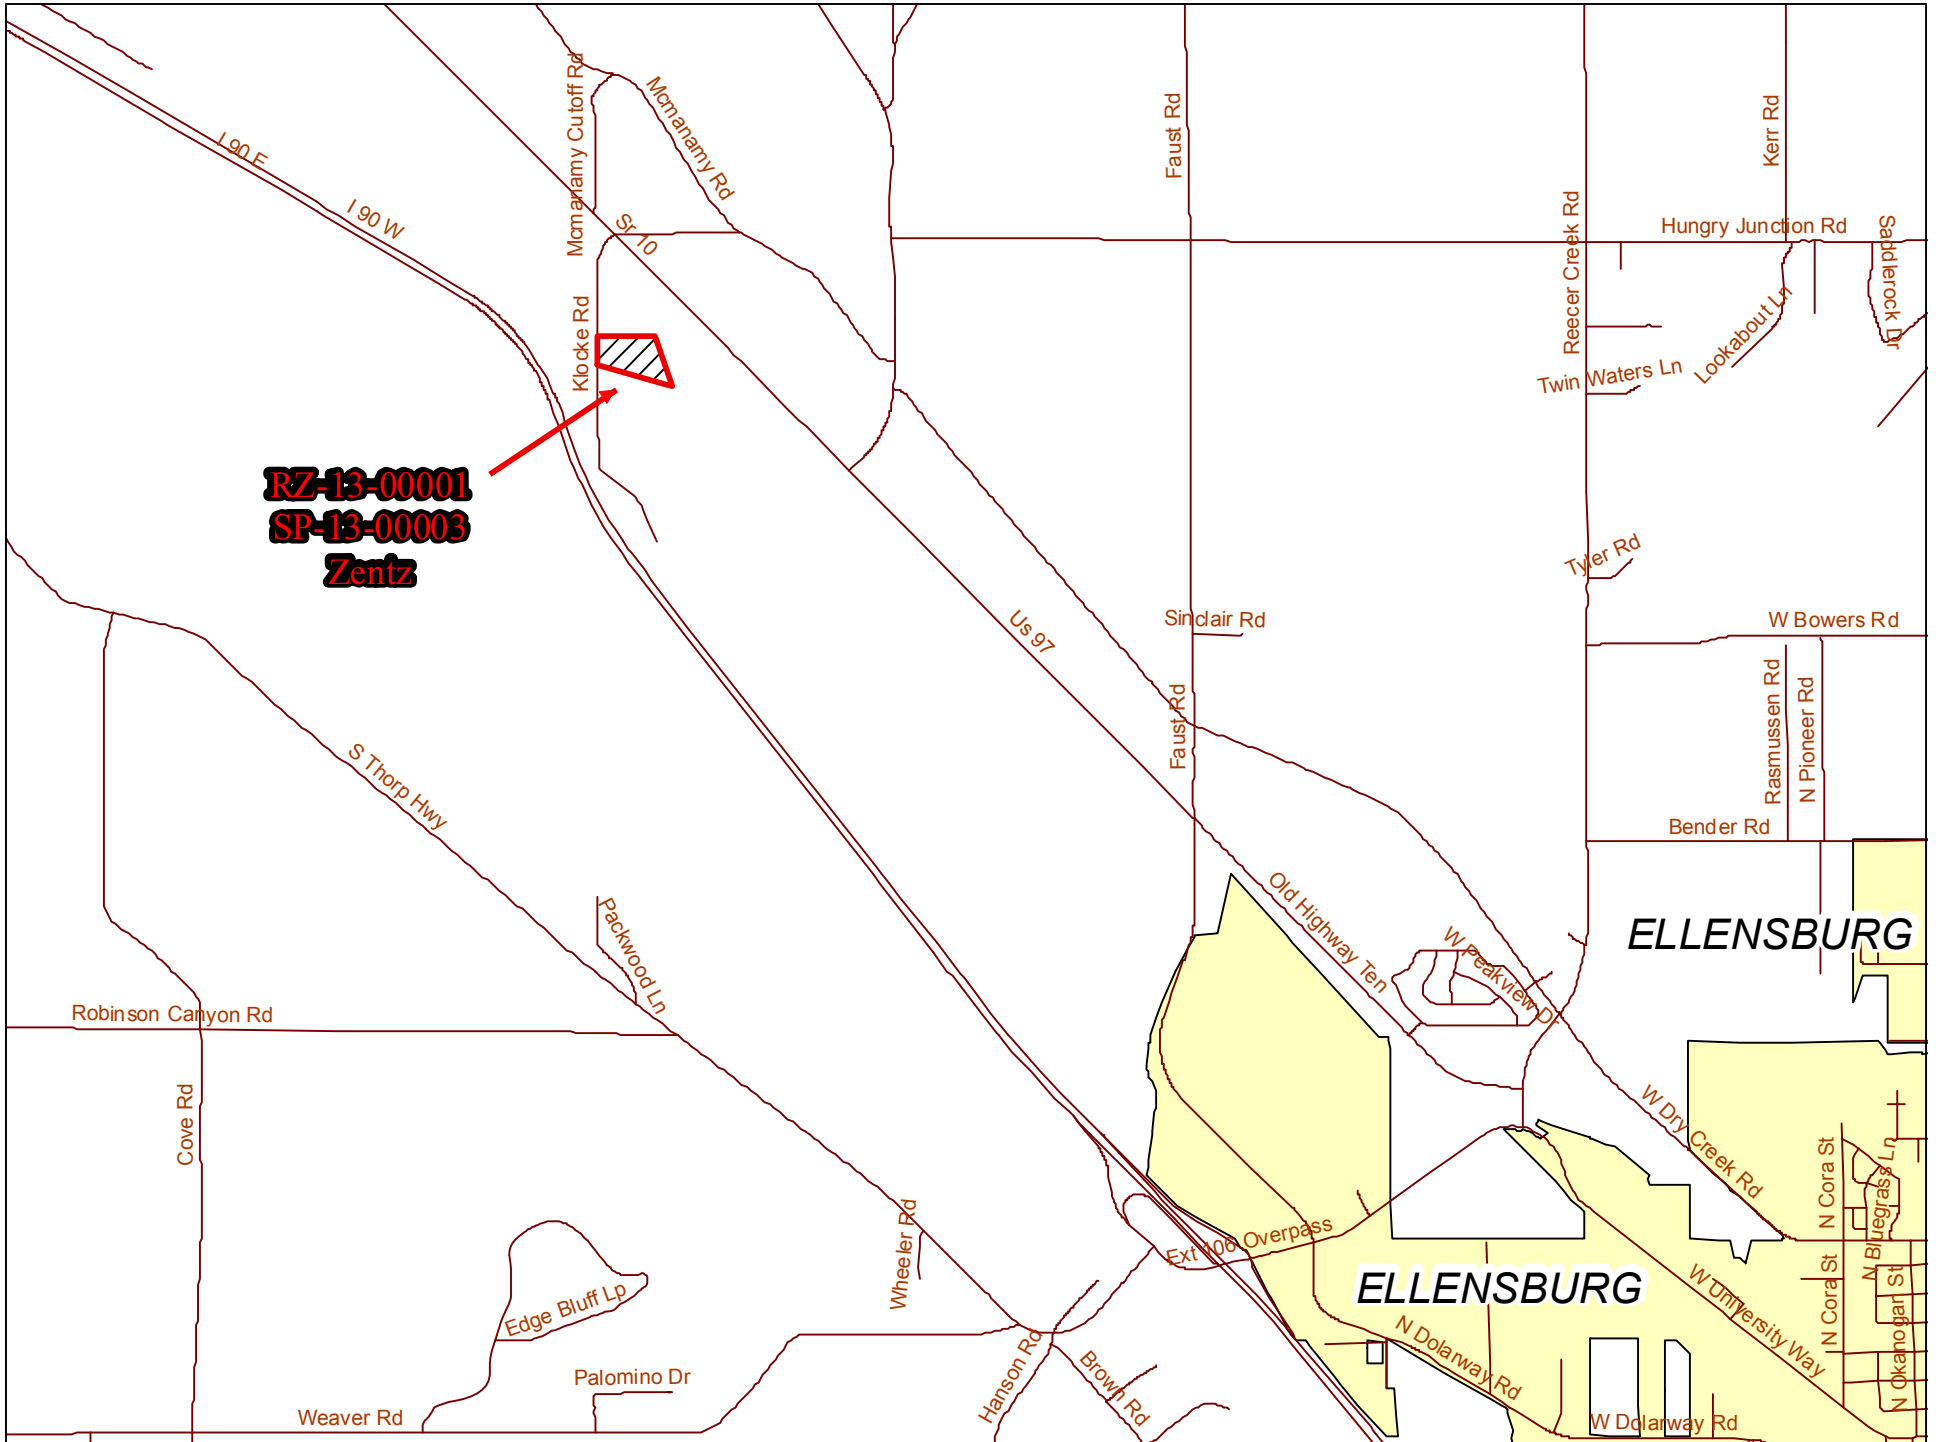 Mcmanamy Cutoff Rd
Mcmanamy Rd
Faust Rd
Kerr Rd
I 90 E
I 90 W
Sr 10
Reecer Creek Rd
Hungry Junction Rd
Saddlerock Dr
Klocke Rd
Lookabout Ln
Twin Waters Ln
RZ-13-00001
SP-13-00003
Zentz
Tyler Rd
Us 97
Sinclair Rd
W Bowers Rd
Faust Rd
Rasmussen Rd
N Pioneer Rd
S Thorp Hwy
Bender Rd
Old Highway Ten
W Peakview Dr
ELLENSBURG
Packwood Ln
Robinson Canyon Rd
Cove Rd
W Dry Creek Rd
N Cora St
N Bluegrass Ln
Wheeler Rd
Ext 106 Overpass
ELLENSBURG
W University Way
N Cora St
N Okanogan St
Edge Bluff Lp
N Dolarway Rd
Hanson Rd
Brown Rd
Palomino Dr
Weaver Rd
W Dolarway Rd